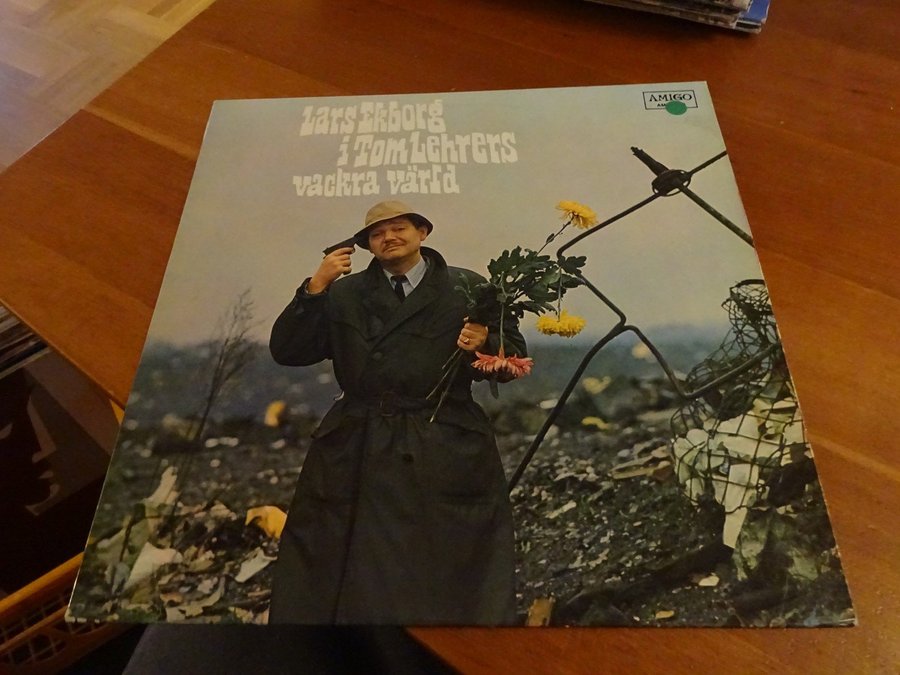 Lars Ekborg
i Tom Lehrers
vackra värld
AMIGO